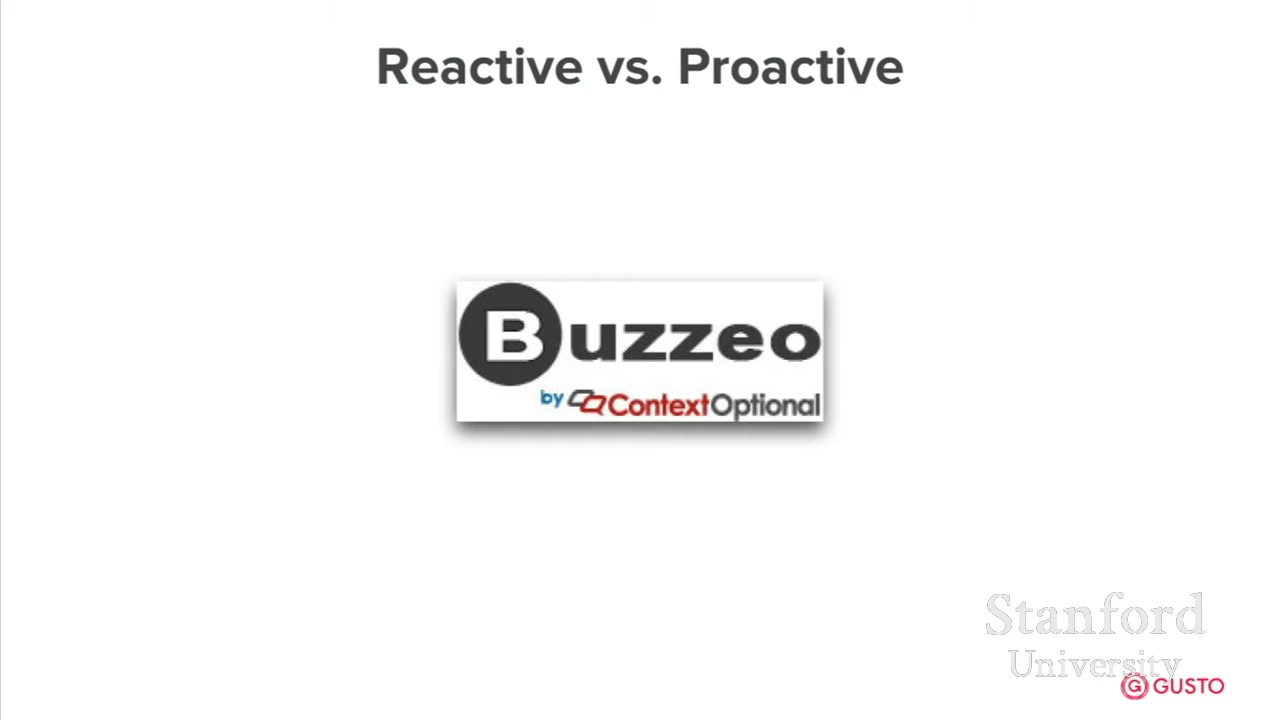 Reactive vs. Proactive
Buzzeo
by ContextOptional
Stanford
University
G GUSTO